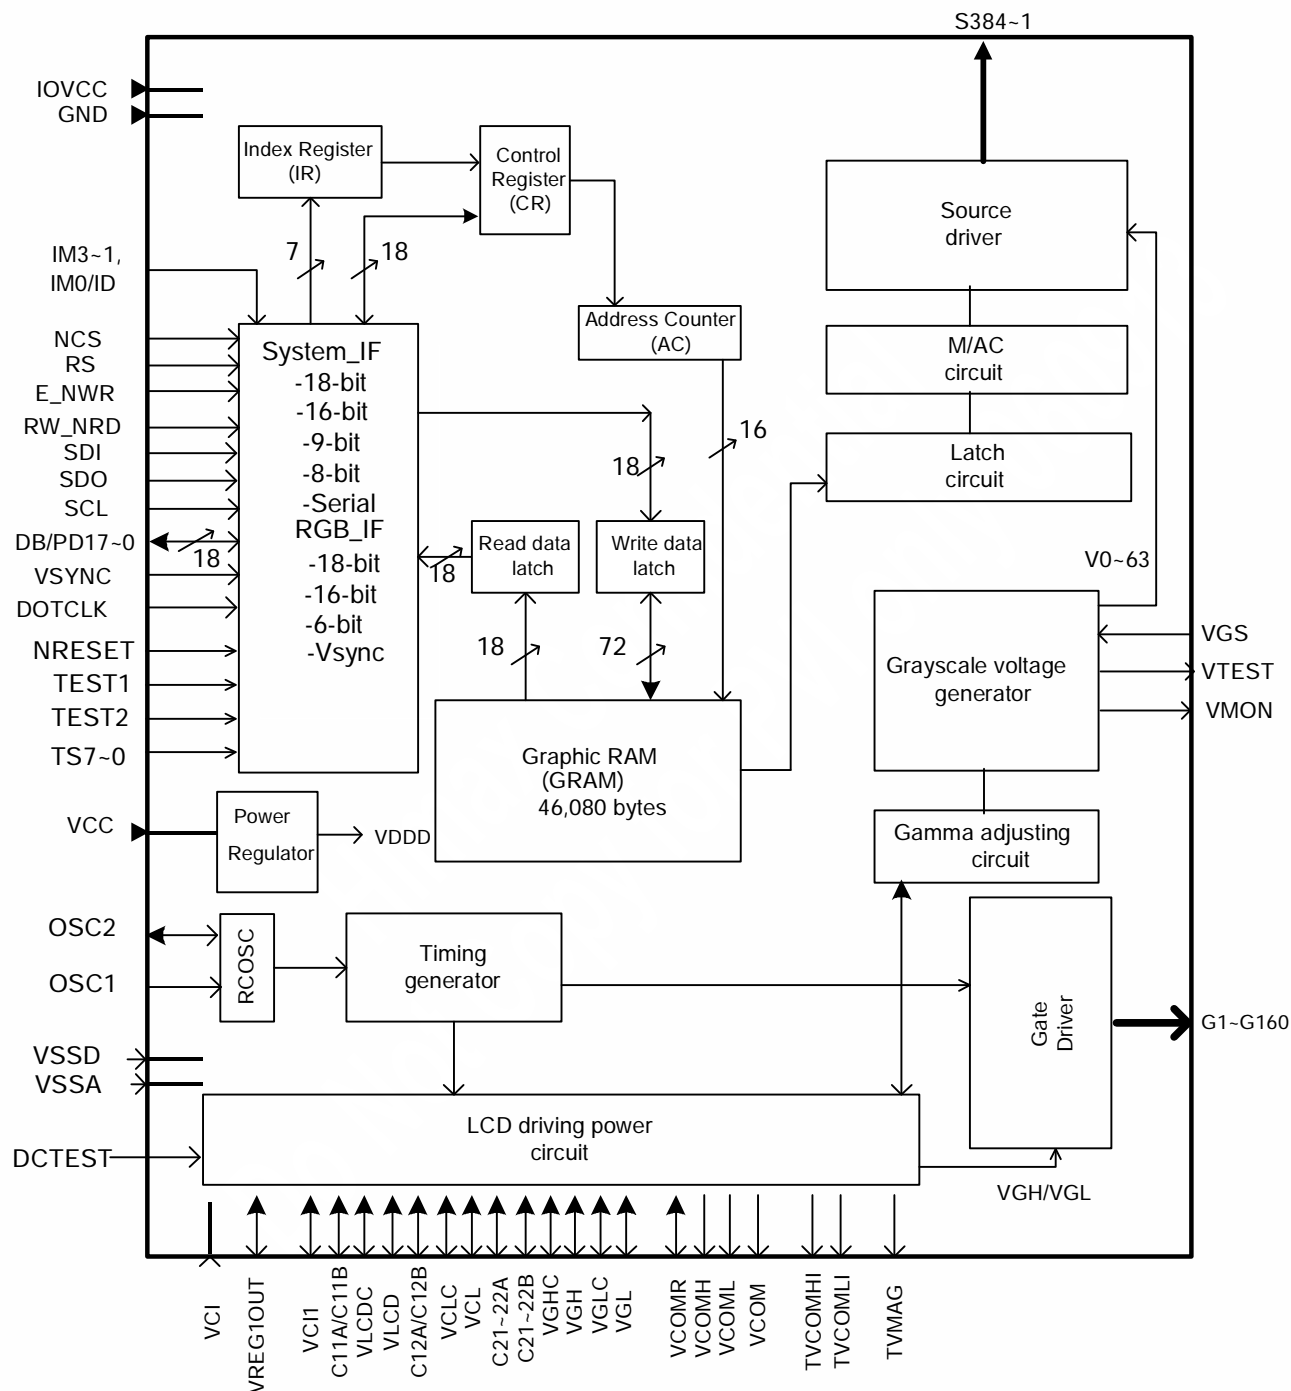 S384~1
IOVCC
GND
Index Register
(IR)
Control
Register
(CR)
Source
driver
7
18
IM3~1,
IM0/ID
Address Counter
(AC)
M/AC
circuit
NCS
RS
E_NWR
RW_NRD
SDI
SDO
SCL
DB/PD17~0
18
VSYNC
DOTCLK
NRESET
TEST1
TEST2
TS7~0
System_IF
-18-bit
-16-bit
-9-bit
-8-bit
-Serial
RGB_IF
-18-bit
-16-bit
-6-bit
-Vsync
16
18
Latch
circuit
Read data
latch
18
Write data
latch
18
72
V0~63
VGS
VTEST
VMON
Grayscale voltage
generator
Graphic RAM
(GRAM)
46,080 bytes
VCC
Power
Regulator
VDDD
Gamma adjusting
circuit
OSC2
OSC1
RCOSC
Timing
generator
Gate
Driver
G1~G160
VSSD
VSSA
DCTEST
LCD driving power
circuit
VGH/VGL
VCI
VREG1OUT
VCI1
C11A/C11B
VLCDC
VLCD
C12A/C12B
VCLC
VCL
C21~22A
C21~22B
VGHC
VGH
VGLC
VGL
VCOMR
VCOMH
VCOML
VCOM
TVCOMHI
TVCOMLI
TVMAG